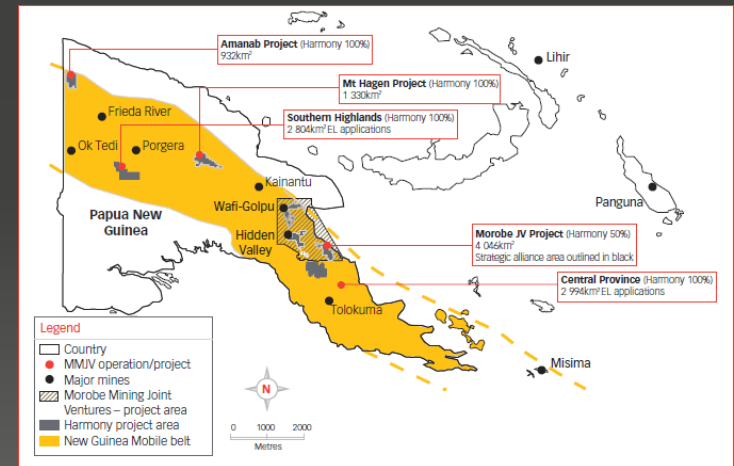 Amanab Project (Harmony 100%)
932km²
Lihir
Mt Hagen Project (Harmony 100%)
1 330km²
Frieda River
Southern Highlands (Harmony 100%)
2 804km² EL applications
Ok Tedi
Porgera
Kainantu
Panguna
Wafi-Golpu
Papua New
Guinea
Hidden
Valley
Morobe JV Project (Harmony 50%)
4 046km²
Strategic alliance area outlined in black
Central Province (Harmony 100%)
2 994km² EL applications
Tolokuma
Misima
Legend
Country
MMJV operation/project
Major mines
Morobe Mining Joint
Ventures – project area
Harmony project area
New Guinea Mobile belt
N
0 1000 2000
Metres